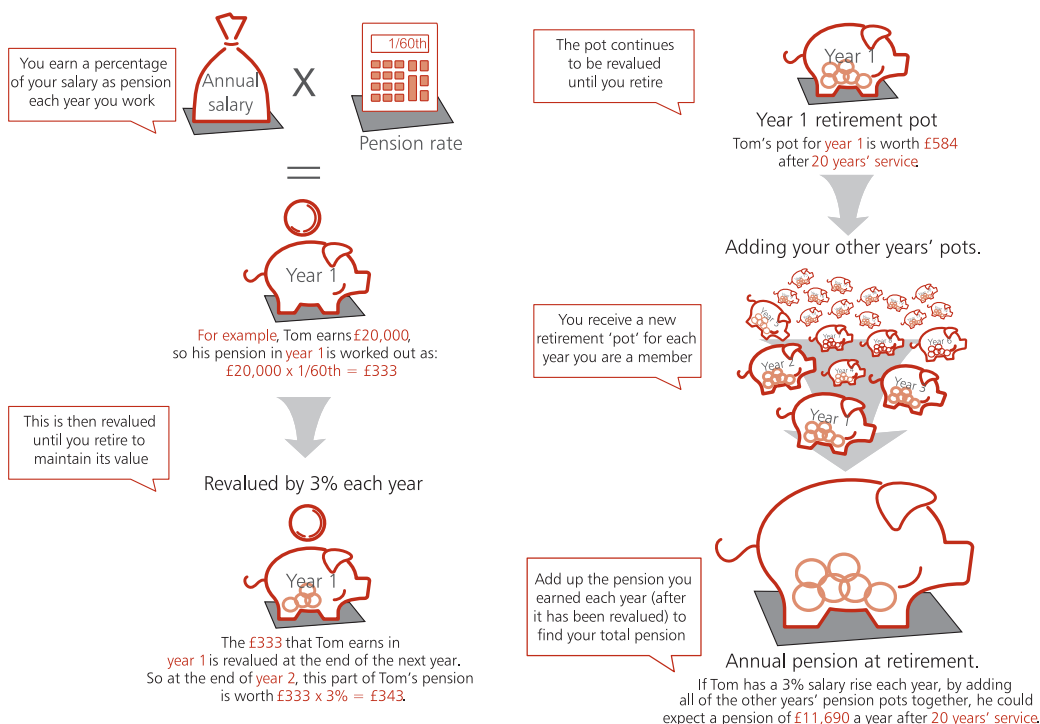 You earn a percentage
of your salary as pension
each year you work
Annual
salary
X
1/60th
Pension rate
=
Year 1
For example, Tom earns £20,000,
so his pension in year 1 is worked out as:
£20,000 x 1/60th = £333
This is then revalued
until you retire to
maintain its value
Revalued by 3% each year
Year 1
The £333 that Tom earns in
year 1 is revalued at the end of the next year.
So at the end of year 2, this part of Tom's pension
is worth £333 x 3% = £343.
The pot continues
to be revalued
until you retire
Year 1
Year 1 retirement pot
Tom's pot for year 1 is worth £584
after 20 years' service.
Adding your other years' pots.
You receive a new
retirement 'pot' for each
year you are a member
Year 6
Year 2
Year 3
Year 1
Add up the pension you
earned each year (after
it has been revalued) to
find your total pension
Annual pension at retirement.
If Tom has a 3% salary rise each year, by adding
all of the other years' pension pots together, he could
expect a pension of £11,690 a year after 20 years' service.